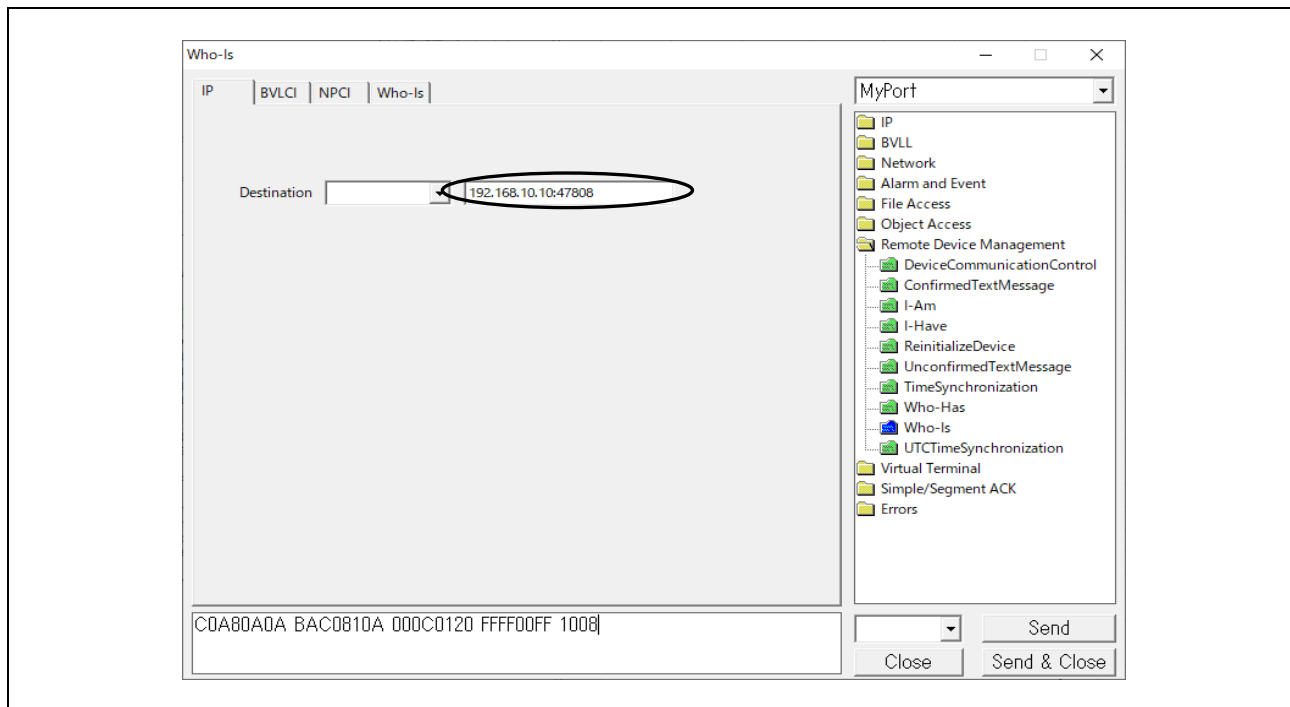 Who-Is
IP BVLCI NPCI Who-Is
Destination 192.168.10.10:47808
C0A80A0A BAC0810A 000C0120 FFFF00FF 1008
MyPort
IP
BVLL
Network
Alarm and Event
File Access
Object Access
Remote Device Management
DeviceCommunicationControl
ConfirmedTextMessage
I-Am
I-Have
ReinitializeDevice
UnconfirmedTextMessage
TimeSynchronization
Who-Has
Who-Is
UTCTimeSynchronization
Virtual Terminal
Simple/Segment ACK
Errors
Send
Close Send & Close